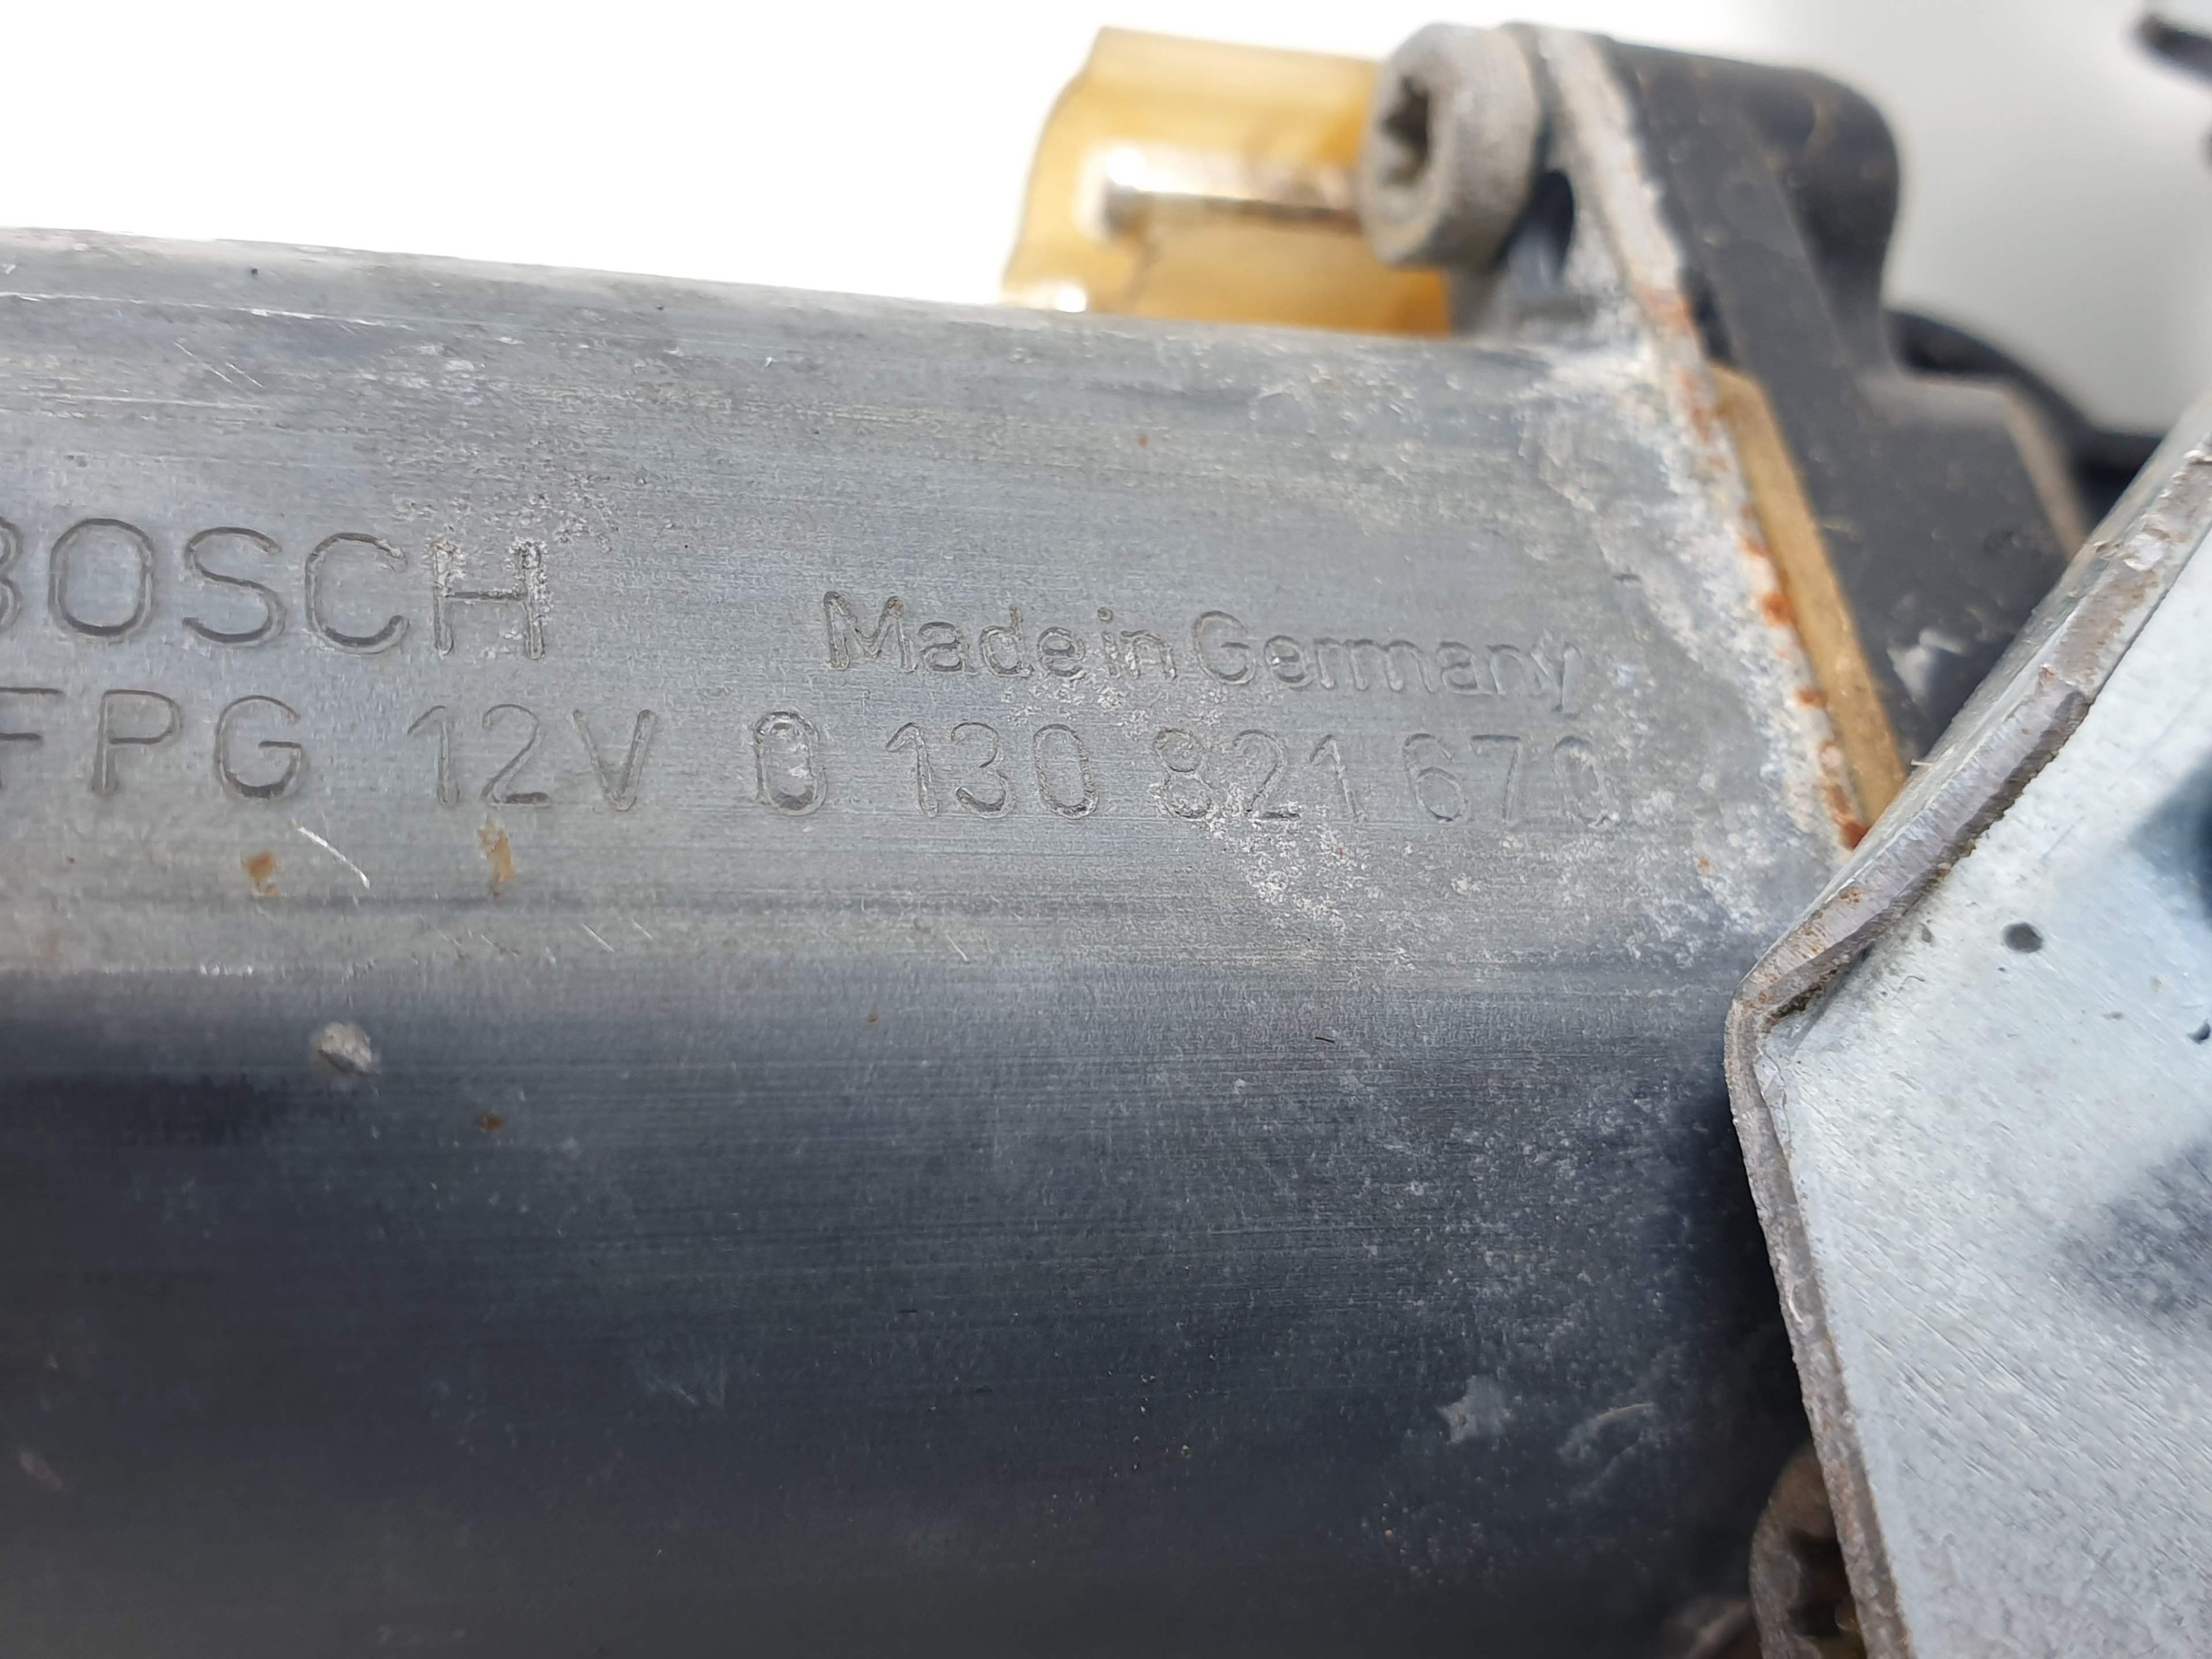 BOSCH Made in Germany
FPG 12V 0 130 821 670